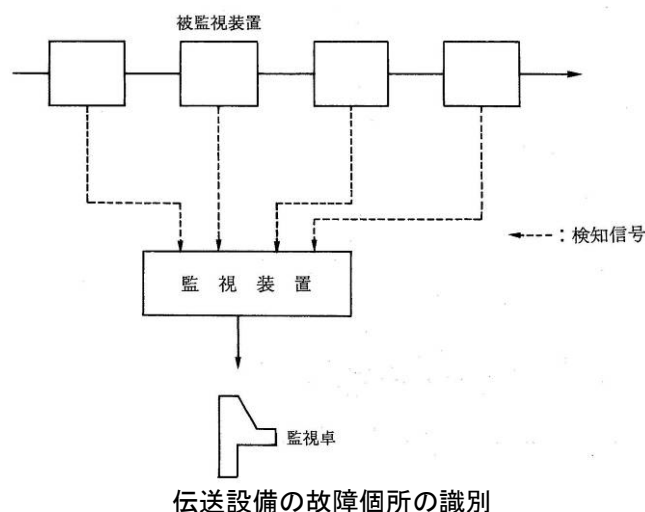 被監視装置
←---：検知信号
監視装置
監視卓
伝送設備の故障個所の識別